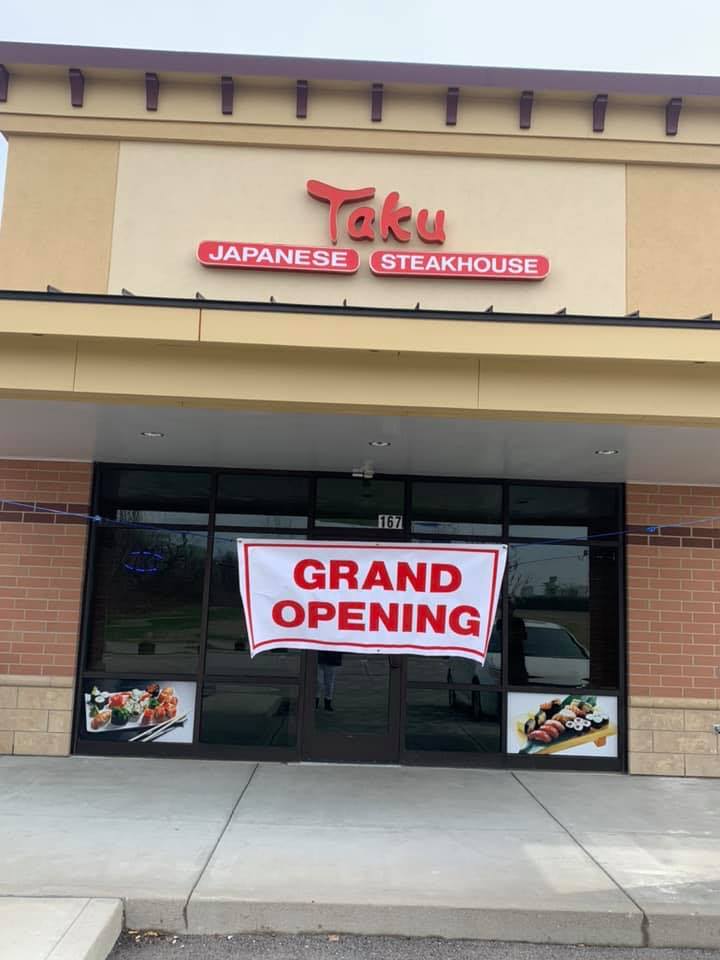 Taku
JAPANESE STEAKHOUSE
167
GRAND
OPENING